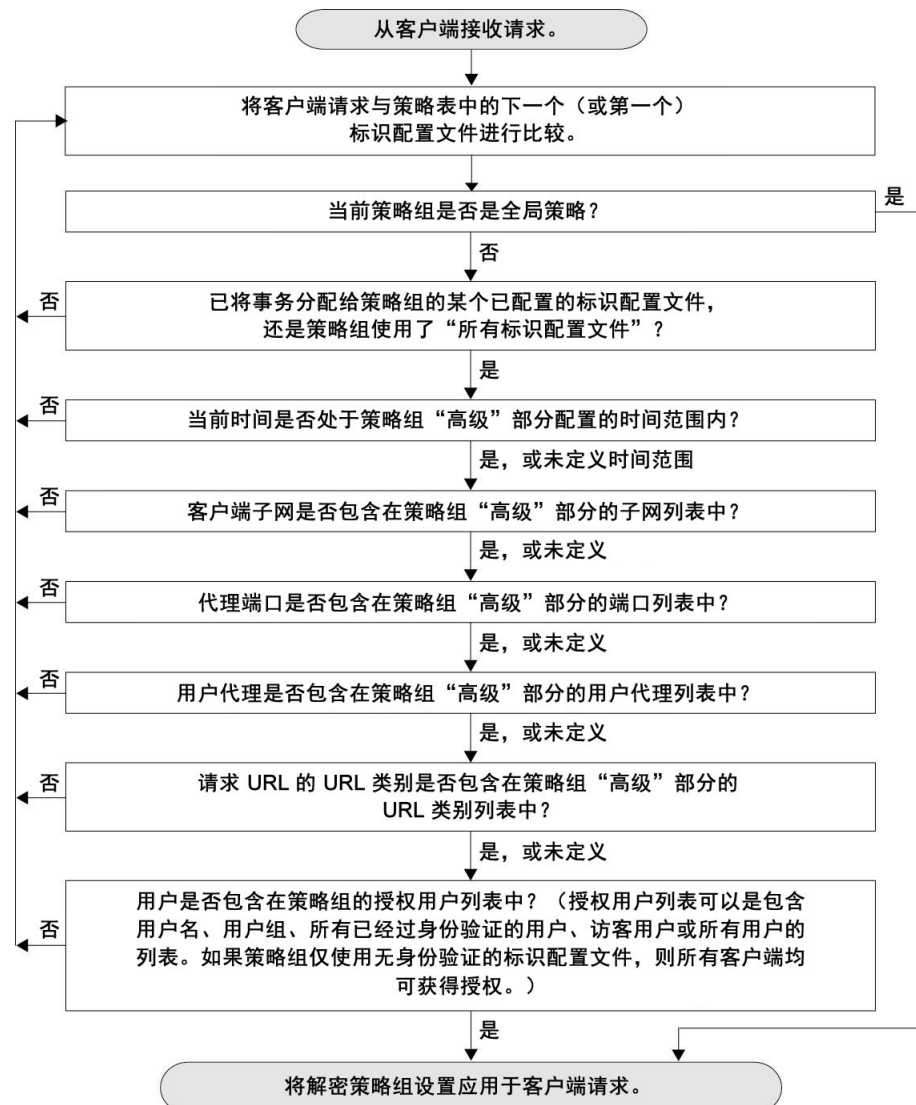 从客户端接收请求。
将客户端请求与策略表中的下一个（或第一个）
标识配置文件进行比较。
当前策略组是否是全局策略？
是
否
已将事务分配给策略组的某个已配置的标识配置文件，
还是策略组使用了“所有标识配置文件”？
否
是
当前时间是否处于策略组“高级”部分配置的时间范围内？
否
是，或未定义时间范围
客户端子网是否包含在策略组“高级”部分的子网列表中？
否
是，或未定义
代理端口是否包含在策略组“高级”部分的端口列表中？
否
是，或未定义
用户代理是否包含在策略组“高级”部分的用户代理列表中？
否
是，或未定义
请求 URL 的 URL 类别是否包含在策略组“高级”部分的
URL 类别列表中？
否
是，或未定义
用户是否包含在策略组的授权用户列表中？（授权用户列表可以是包含
用户名、用户组、所有已经过身份验证的用户、访客用户或所有用户的
列表。如果策略组仅使用无身份验证的标识配置文件，则所有客户端均
可获得授权。）
否
是
将解密策略组设置应用于客户端请求。